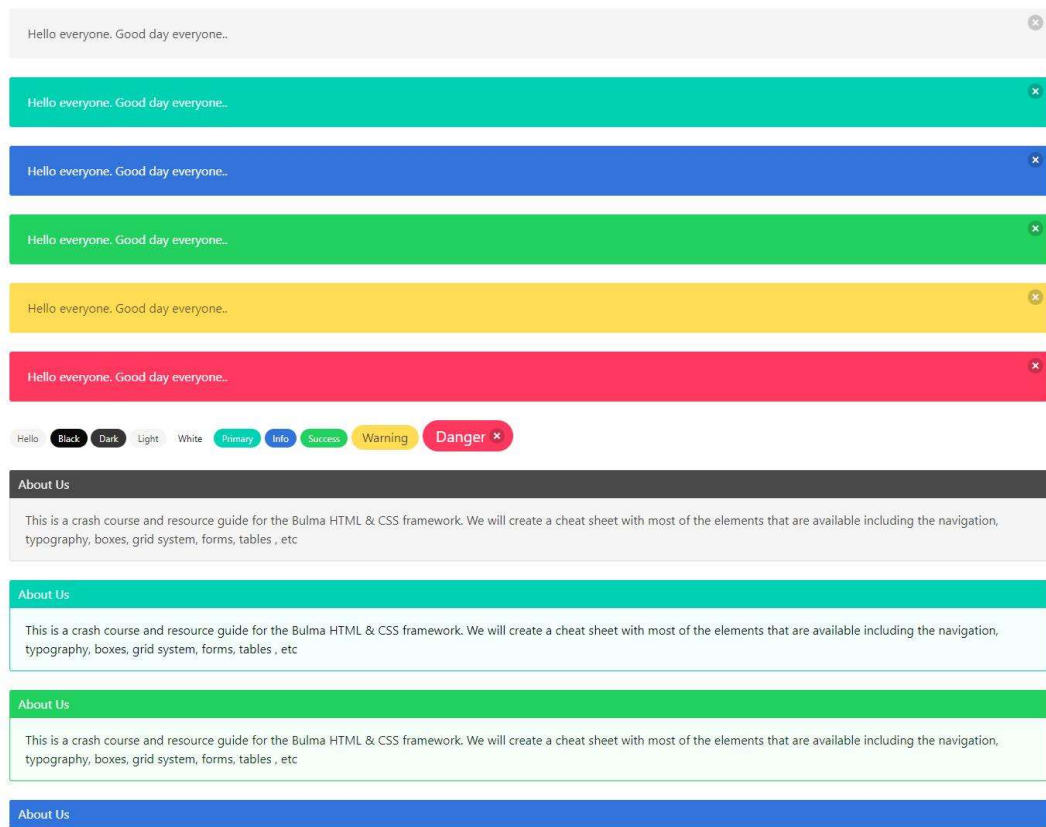 Hello everyone. Good day everyone..
Hello everyone. Good day everyone..
Hello everyone. Good day everyone..
Hello everyone. Good day everyone..
Hello everyone. Good day everyone..
Hello everyone. Good day everyone..
Hello Black Dark Light White Primary Info Success Warning Danger
About Us
This is a crash course and resource guide for the Bulma HTML & CSS framework. We will create a cheat sheet with most of the elements that are available including the navigation,
typography, boxes, grid system, forms, tables , etc
About Us
This is a crash course and resource guide for the Bulma HTML & CSS framework. We will create a cheat sheet with most of the elements that are available including the navigation,
typography, boxes, grid system, forms, tables , etc
About Us
This is a crash course and resource guide for the Bulma HTML & CSS framework. We will create a cheat sheet with most of the elements that are available including the navigation,
typography, boxes, grid system, forms, tables , etc
About Us